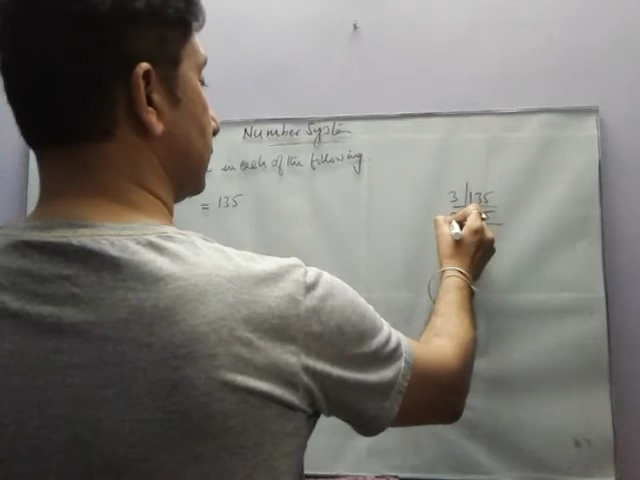 Number System
in each of the following
= 135
3 135